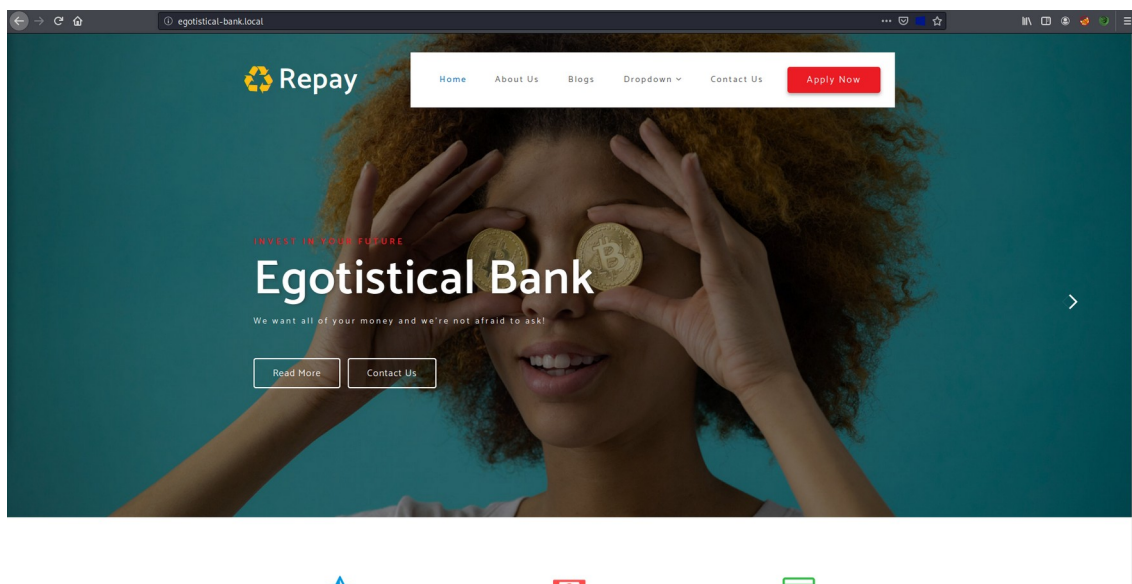 egotistical-bank.local
Repay
Home About Us Blogs Dropdown Contact Us Apply Now
INVEST IN YOUR FUTURE
Egotistical Bank
We want all of your money and we're not afraid to ask!
Read More Contact Us